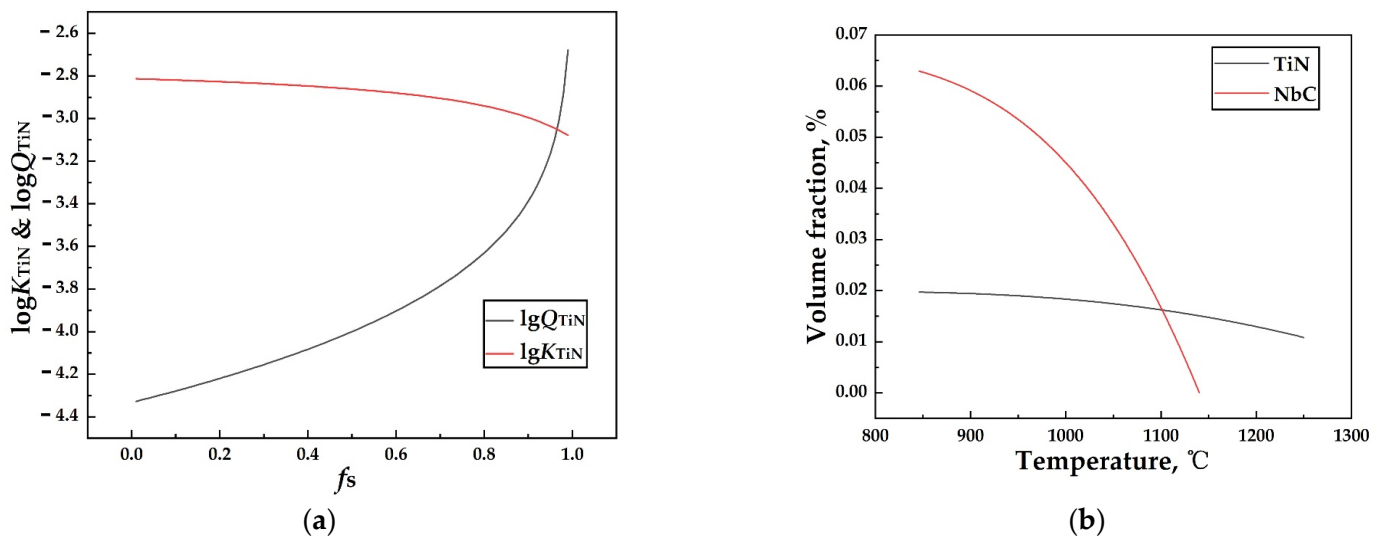 logKTiN & logQTiN
−2.6
−2.8
−3.0
−3.2
−3.4
−3.6
−3.8
−4.0
−4.2
−4.4
lgQTiN
lgKTiN
0.0 0.2 0.4 0.6 0.8 1.0
fs
(a)
Volume fraction, %
0.07
0.06
0.05
0.04
0.03
0.02
0.01
0.00
TiN
NbC
800 900 1000 1100 1200 1300
Temperature, ℃
(b)